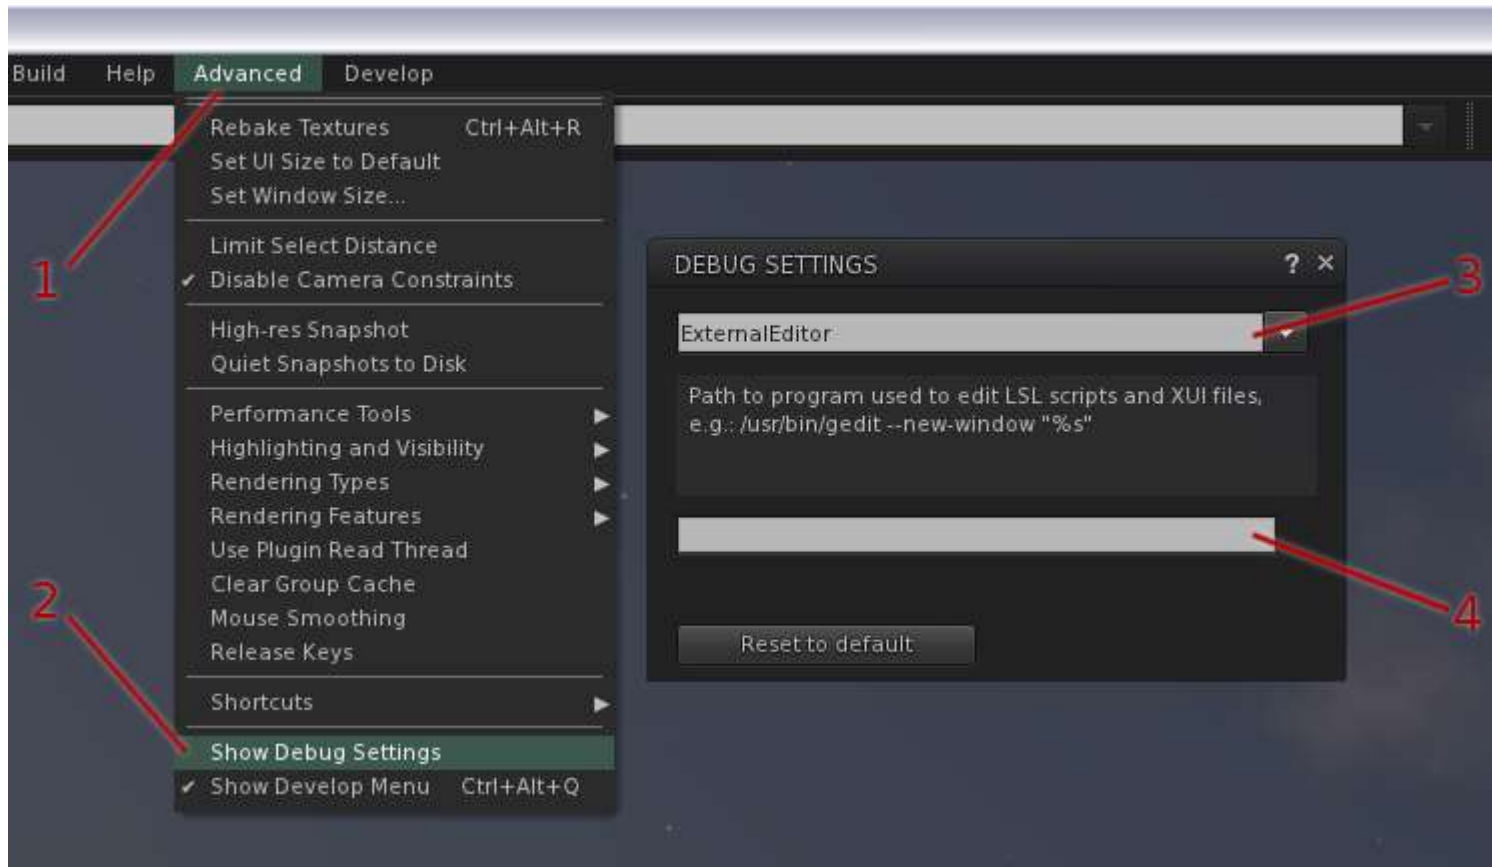 Build Help Advanced Develop
Rebake Textures Ctrl+Alt+R
Set UI Size to Default
Set Window Size...
1
Limit Select Distance
✔ Disable Camera Constraints
High-res Snapshot
Quiet Snapshots to Disk
Performance Tools ▶
Highlighting and Visibility ▶
Rendering Types ▶
Rendering Features ▶
Use Plugin Read Thread
Clear Group Cache
2
Mouse Smoothing
Release Keys
Shortcuts ▶
Show Debug Settings
✔ Show Develop Menu Ctrl+Alt+Q
DEBUG SETTINGS ? ×
3
ExternalEditor
Path to program used to edit LSL scripts and XUI files,
e.g.: /usr/bin/gedit --new-window "%s"
4
Reset to default